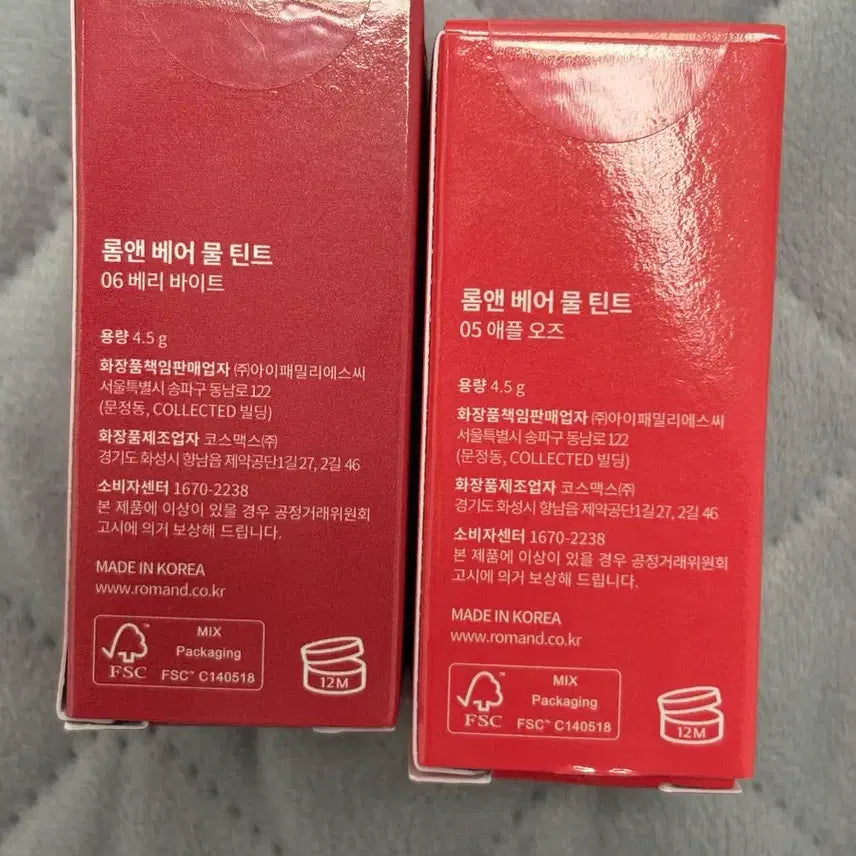 롬앤 베어 물 틴트
06 베리 바이트
용량 4.5 g
화장품책임판매업자 ㈜아이패밀리에스씨
서울특별시 송파구 동남로 122
(문정동, COLLECTED 빌딩)
화장품제조업자 코스맥스㈜
경기도 화성시 향남읍 제약공단1길 27, 2길 46
소비자센터 1670-2238
본 제품에 이상이 있을 경우 공정거래위원회
고시에 의거 보상해 드립니다.
MADE IN KOREA
www.romand.co.kr
FSC
MIX
Packaging
FSC™ C140518
12M
롬앤 베어 물 틴트
05 애플 오즈
용량 4.5 g
화장품책임판매업자 ㈜아이패밀리에스씨
서울특별시 송파구 동남로 122
(문정동, COLLECTED 빌딩)
화장품제조업자 코스맥스㈜
경기도 화성시 향남읍 제약공단1길 27, 2길 46
소비자센터 1670-2238
본 제품에 이상이 있을 경우 공정거래위원회
고시에 의거 보상해 드립니다.
MADE IN KOREA
www.romand.co.kr
FSC
MIX
Packaging
FSC™ C140518
12M